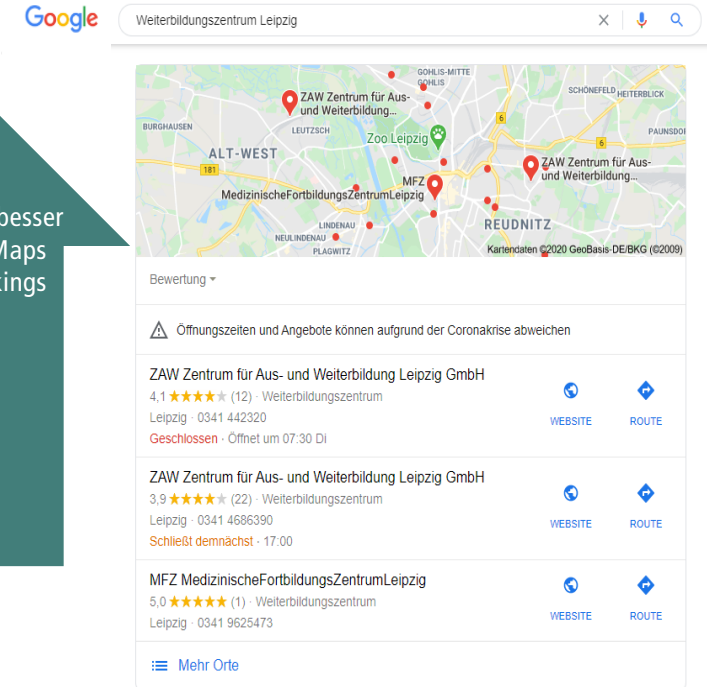 Google
Weiterbildungszentrum Leipzig
GOHLIS-MITTE
GOHLIS
SCHÖNEFELD
HEITERBLICK
ZAW Zentrum für Aus-
und Weiterbildung...
BURGHAUSEN
LEUTZSCH
6
Zoo Leipzig
6
PAUNSDOR
ALT-WEST
181
ZAW Zentrum für Aus-
und Weiterbildung...
MFZ
MedizinischeFortbildungsZentrumLeipzig
LINDENAU
REUDNITZ
NEULINDENAU
PLAGWITZ
Kartendaten ©2020 GeoBasis-DE/BKG (©2009)
besser
Maps
Bewertung
Öffnungszeiten und Angebote können aufgrund der Coronakrise abweichen
ZAW Zentrum für Aus- und Weiterbildung Leipzig GmbH
4,1 ★★★★★ (12) · Weiterbildungszentrum
Leipzig · 0341 442320
Geschlossen · Öffnet um 07:30 Di
WEBSITE
ROUTE
ZAW Zentrum für Aus- und Weiterbildung Leipzig GmbH
3,9 ★★★★★ (22) · Weiterbildungszentrum
Leipzig · 0341 4686390
Schließt demnächst · 17:00
WEBSITE
ROUTE
MFZ MedizinischeFortbildungsZentrumLeipzig
5,0 ★★★★★ (1) · Weiterbildungszentrum
Leipzig · 0341 9625473
WEBSITE
ROUTE
Mehr Orte